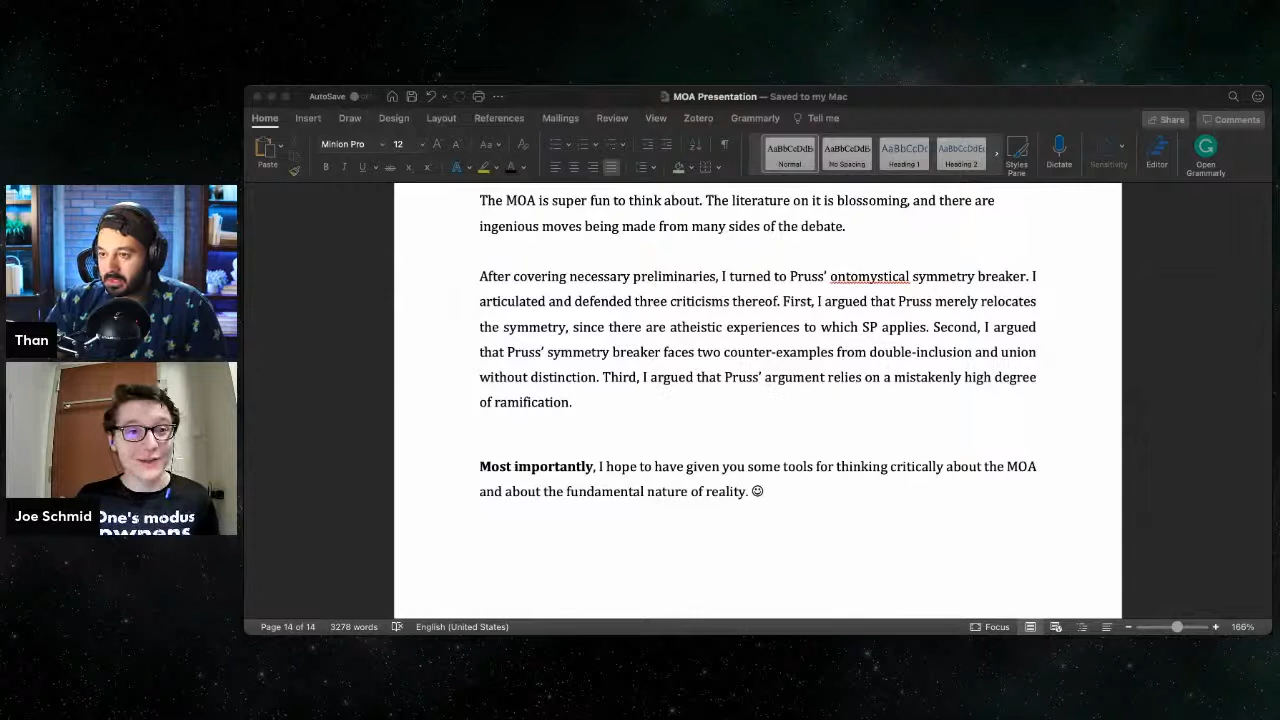 MOA Presentation — Saved to my Mac
AutoSave
Home Insert Draw Design Layout References Mailings Review View Zotero Grammarly Tell me
Share Comments
Paste
Minion Pro 12
AaBbCcDdE AaBbCcDdE AaBbCcDc AaBbCcDdE
Normal No Spacing Heading 1 Heading 2
Styles Pane
Dictate
Sensitivity
Editor
Open Grammarly
The MOA is super fun to think about. The literature on it is blossoming, and there are
ingenious moves being made from many sides of the debate.
After covering necessary preliminaries, I turned to Pruss' ontomystical symmetry breaker. I
articulated and defended three criticisms thereof. First, I argued that Pruss merely relocates
the symmetry, since there are atheistic experiences to which SP applies. Second, I argued
that Pruss’ symmetry breaker faces two counter-examples from double-inclusion and union
without distinction. Third, I argued that Pruss’ argument relies on a mistakenly high degree
of ramification.
Most importantly, I hope to have given you some tools for thinking critically about the MOA
and about the fundamental nature of reality. ☺
Than
Joe Schmid
One's modus
Page 14 of 14 3278 words English (United States)
Focus
166%